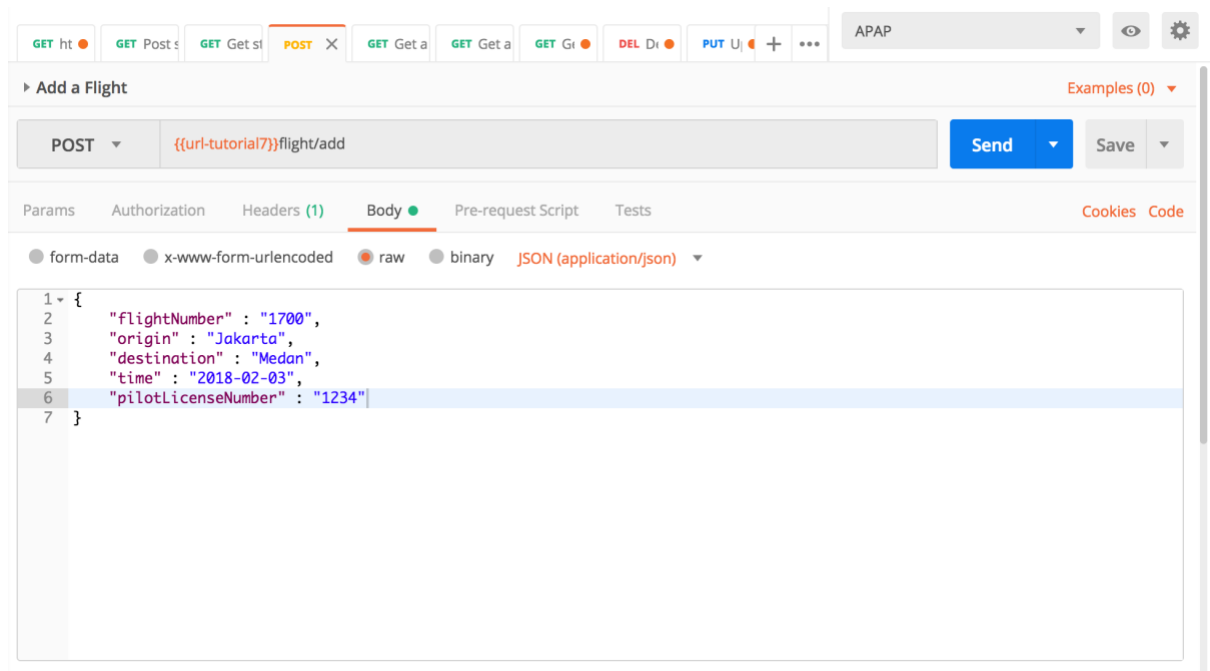 GET ht GET Post s GET Get st POST GET Get a GET Get a GET Ge DEL De PUT U + ••• APAP
Add a Flight Examples (0)
POST {{url-tutorial7}}flight/add Send Save
Params Authorization Headers (1) Body Pre-request Script Tests Cookies Code
form-data x-www-form-urlencoded raw binary JSON (application/json)
1 {
2 "flightNumber" : "1700",
3 "origin" : "Jakarta",
4 "destination" : "Medan",
5 "time" : "2018-02-03",
6 "pilotLicenseNumber" : "1234"
7 }